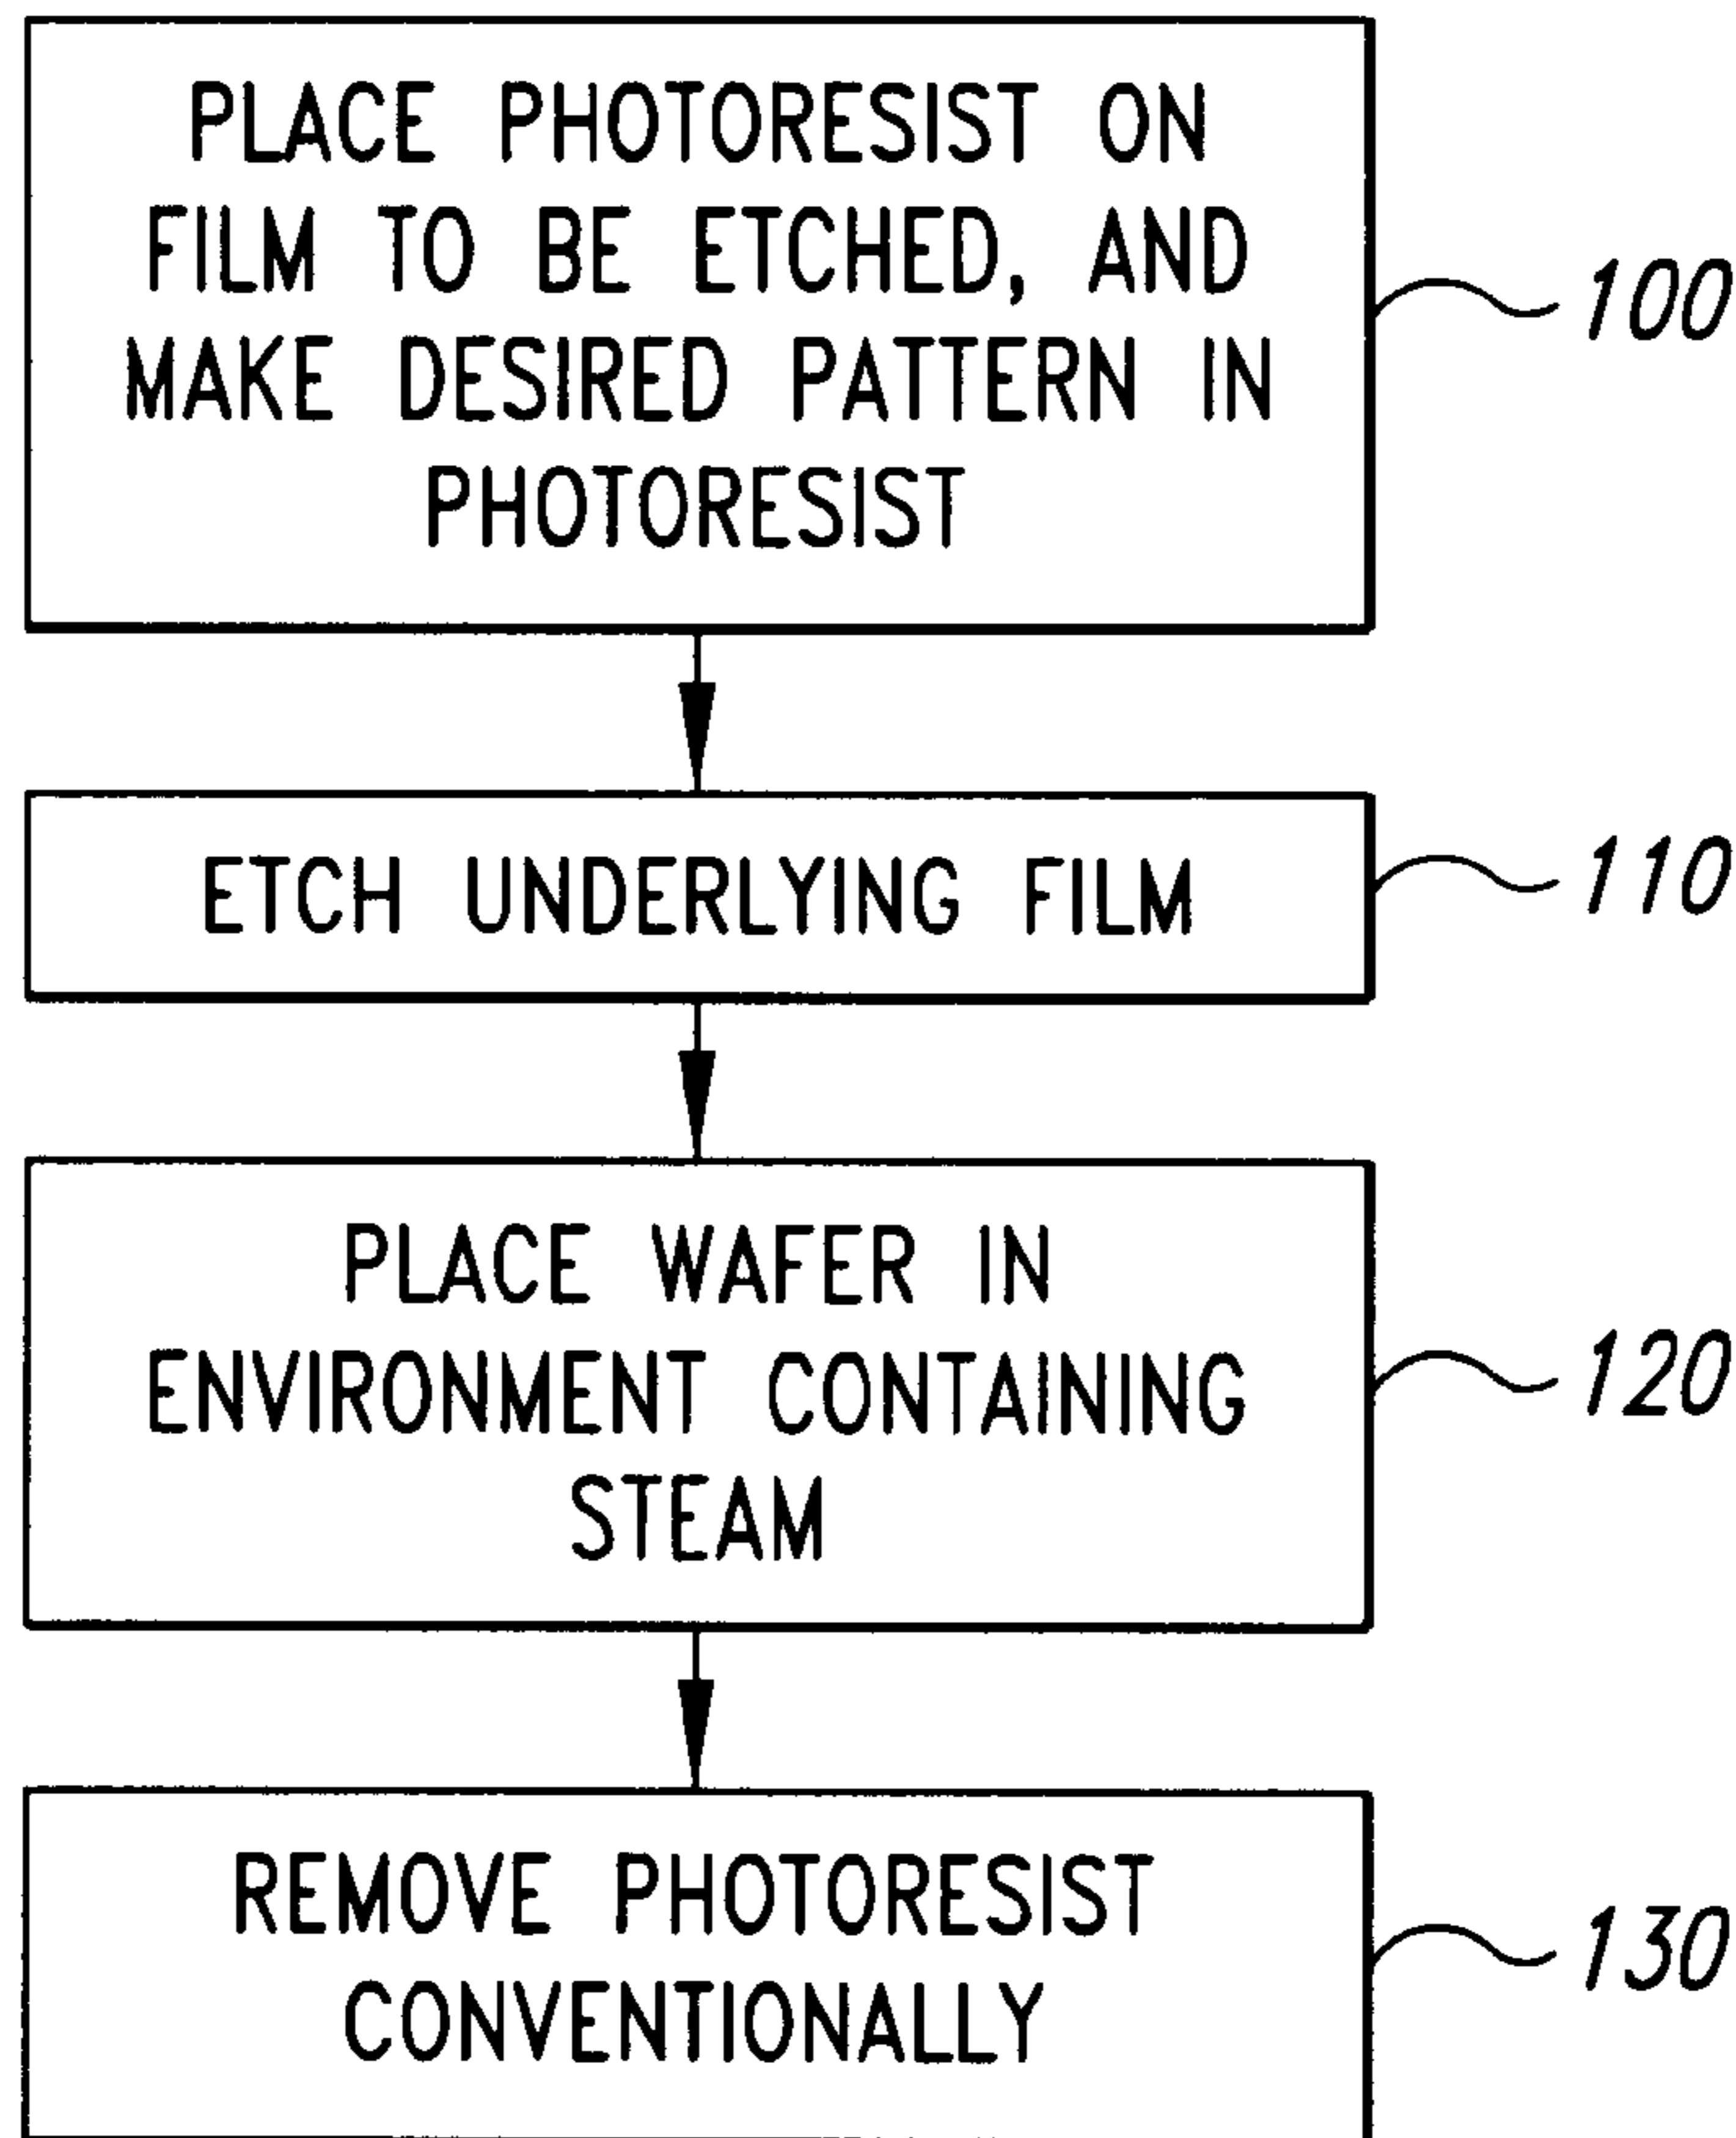 PLACE PHOTORESIST ON
FILM TO BE ETCHED, AND
MAKE DESIRED PATTERN IN
PHOTORESIST
100
ETCH UNDERLYING FILM
110
PLACE WAFER IN
ENVIRONMENT CONTAINING
STEAM
120
REMOVE PHOTORESIST
CONVENTIONALLY
130